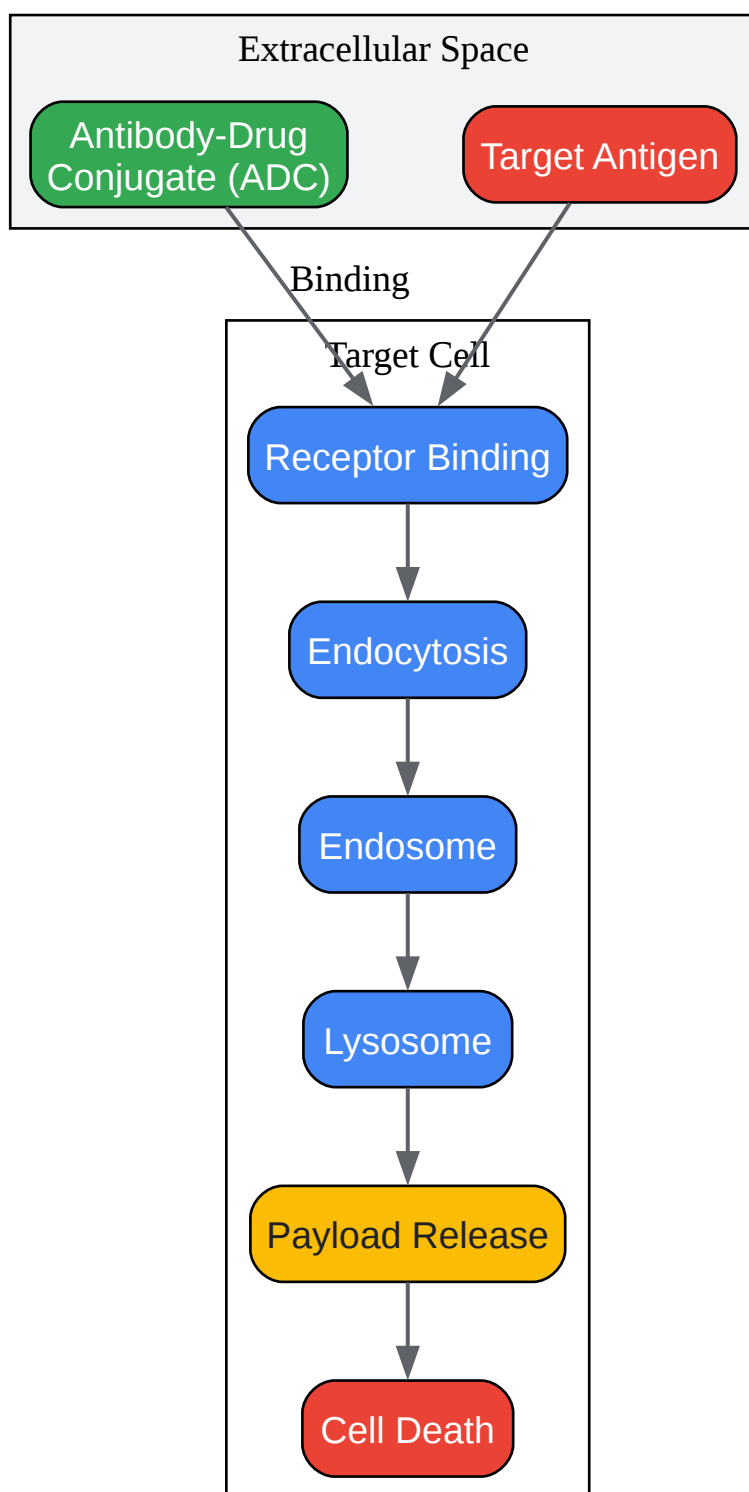 Extracellular Space
Antibody-Drug
Conjugate (ADC)
Target Antigen
Binding
Target Cell
Receptor Binding
Endocytosis
Endosome
Lysosome
Payload Release
Cell Death